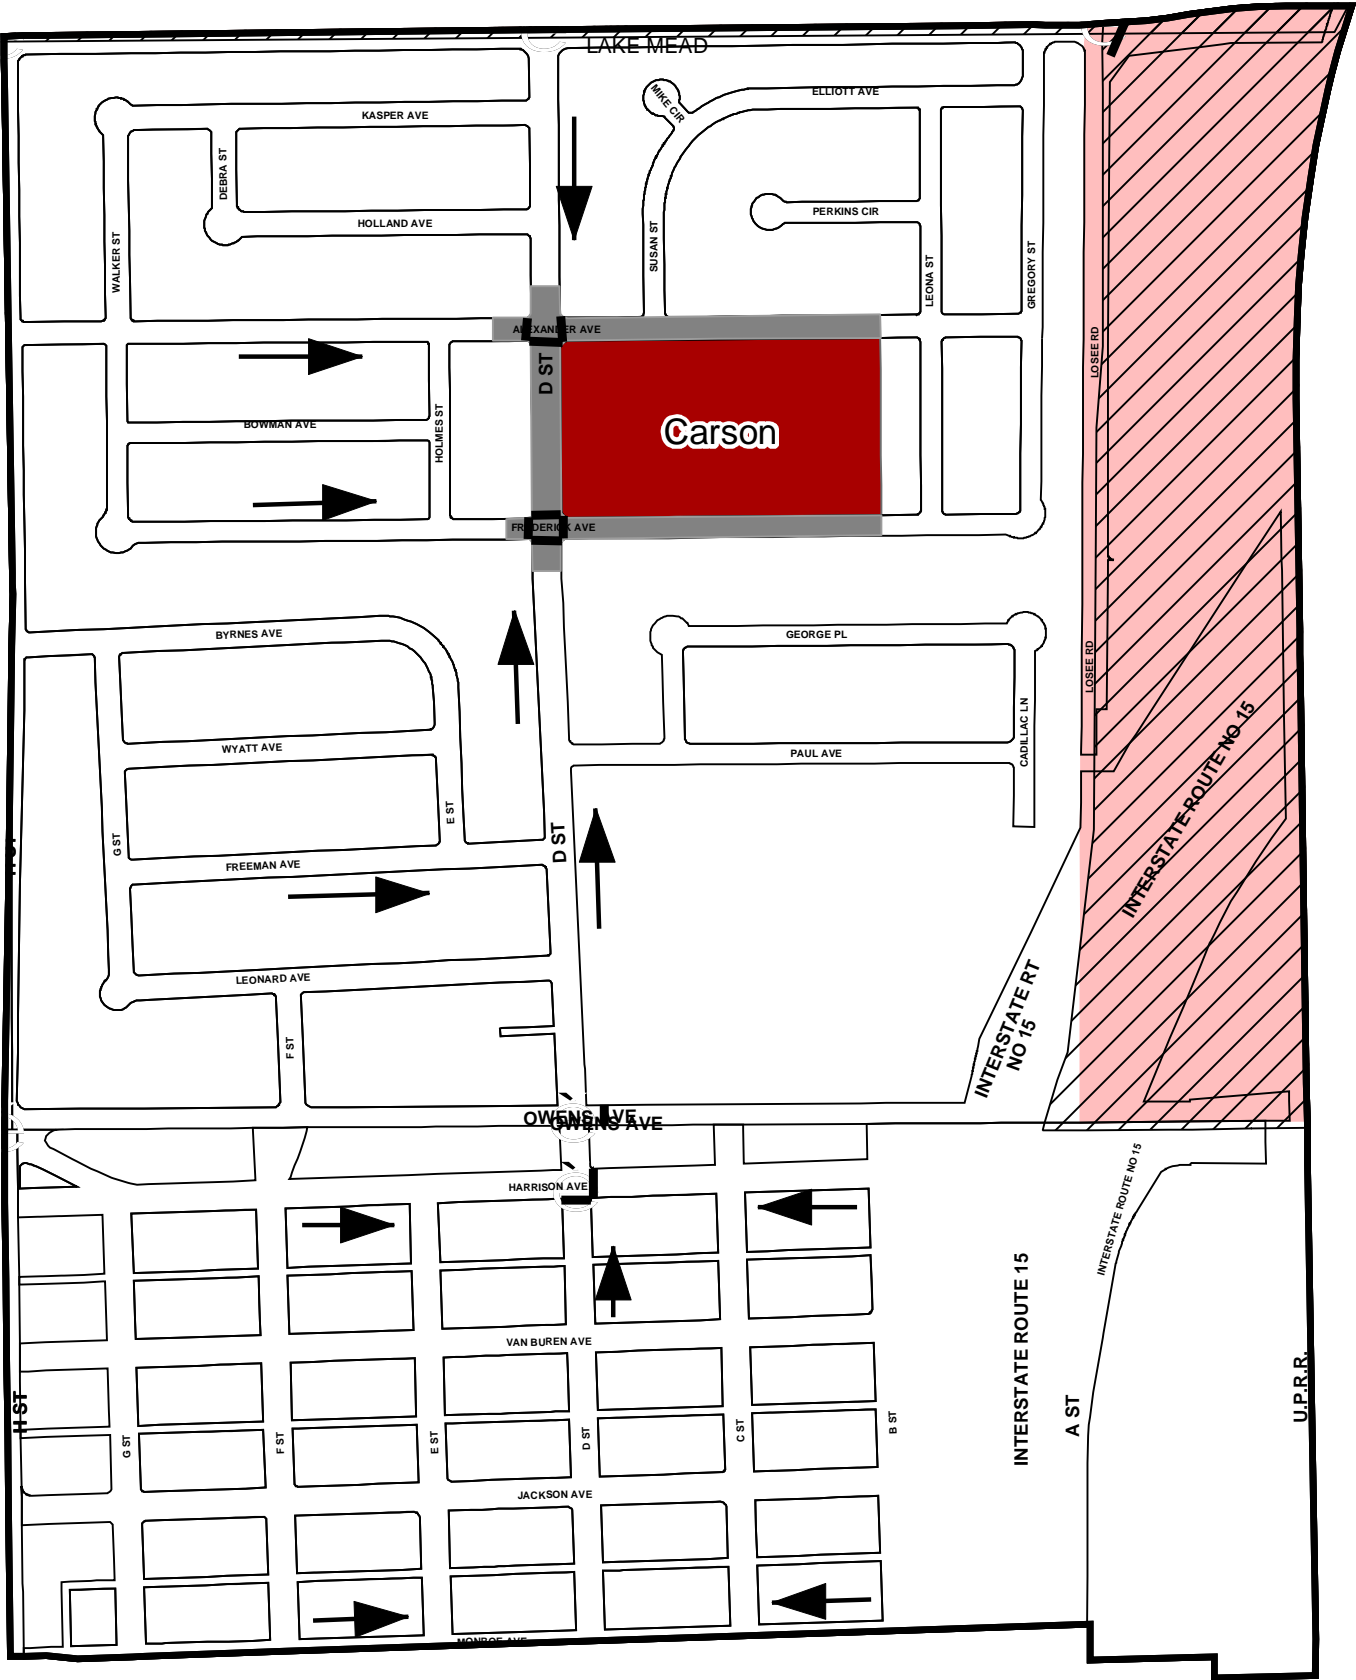 LAKE MEAD
MIKE CIR
ELLIOTT AVE
KASPER AVE
DEBRA ST
HOLLAND AVE
PERKINS CIR
WALKER ST
SUSAN ST
LEONA ST
GREGORY ST
ALEXANDER AVE
LOSEE RD
D ST
Carson
BOWMAN AVE
HOLMES ST
FREDERICK AVE
BYRNES AVE
GEORGE PL
LOSEE RD
CADILLAC LN
WYATT AVE
PAUL AVE
INTERSTATE ROUTE NO 15
E ST
G ST
D ST
H ST
FREEMAN AVE
LEONARD AVE
F ST
INTERSTATE RT
NO 15
OWENS AVE
OWENS AVE
HARRISON AVE
INTERSTATE ROUTE NO 15
VAN BUREN AVE
INTERSTATE ROUTE 15
A ST
U.P.R.R.
H ST
G ST
F ST
E ST
D ST
C ST
B ST
JACKSON AVE
MONROE AVE